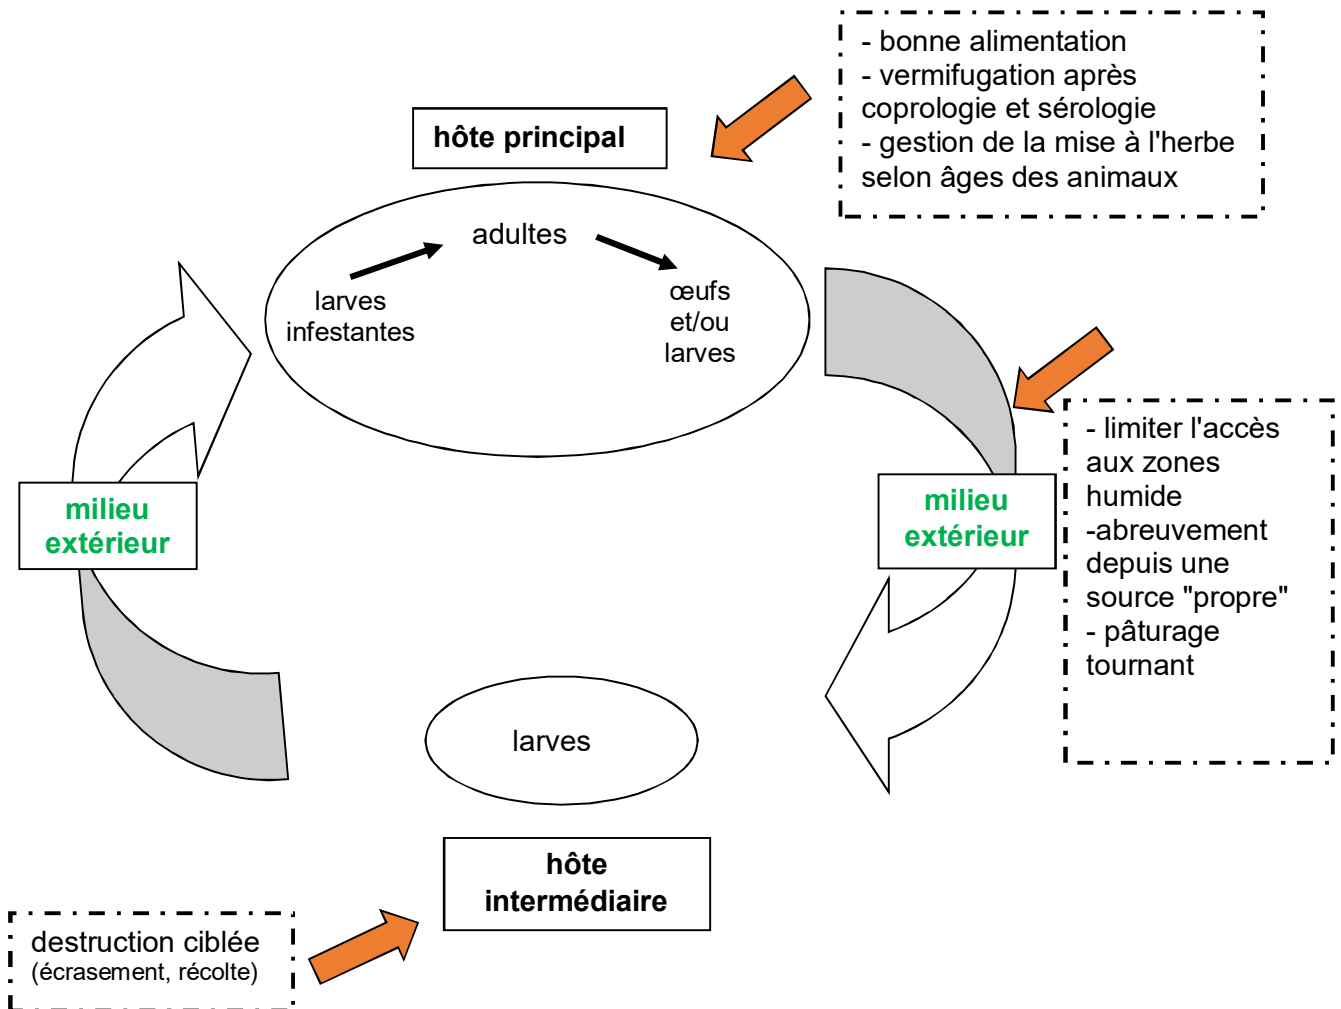 - bonne alimentation
- vermifugation après
coprologie et sérologie
- gestion de la mise à l'herbe
selon âges des animaux
hôte principal
adultes
larves
infestantes
œufs
et/ou
larves
milieu
extérieur
milieu
extérieur
- limiter l'accès
aux zones
humide
-abreuvement
depuis une
source "propre"
- pâturage
tournant
larves
hôte
intermédiaire
destruction ciblée
(écrasement, récolte)